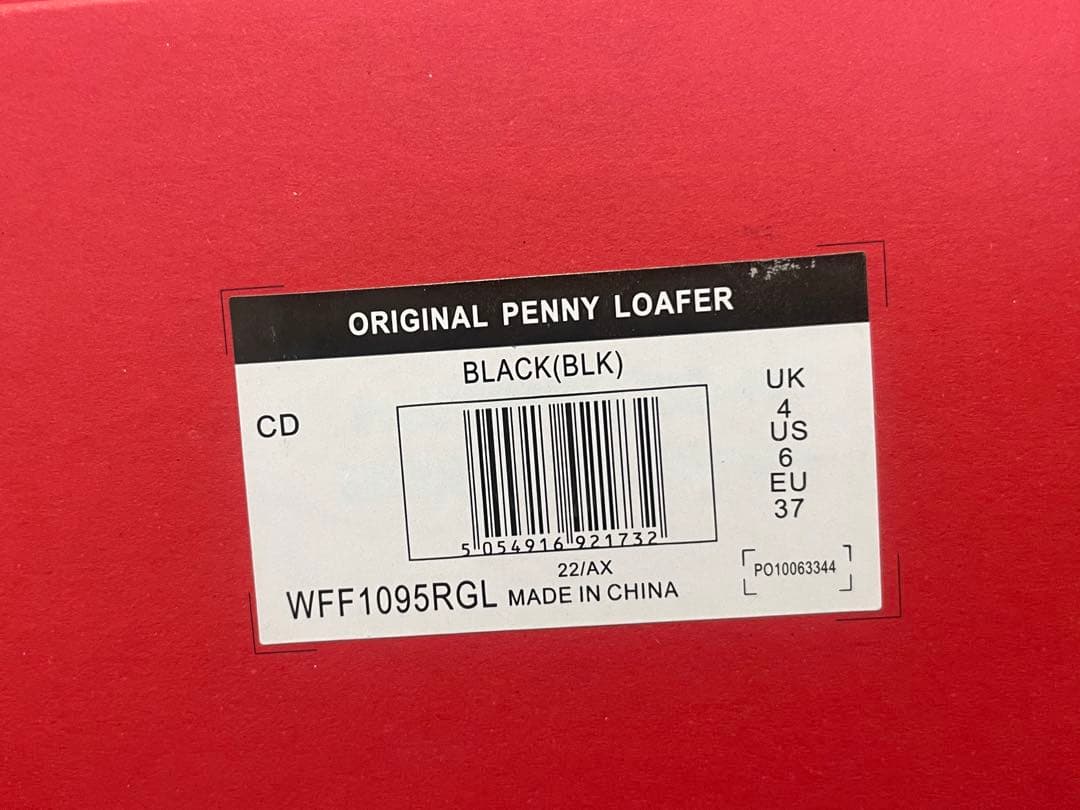 ORIGINAL PENNY LOAFER
BLACK(BLK)
CD
UK
4
US
6
EU
37
5 054916 921732
22/AX
PO10063344
WFF1095RGL MADE IN CHINA